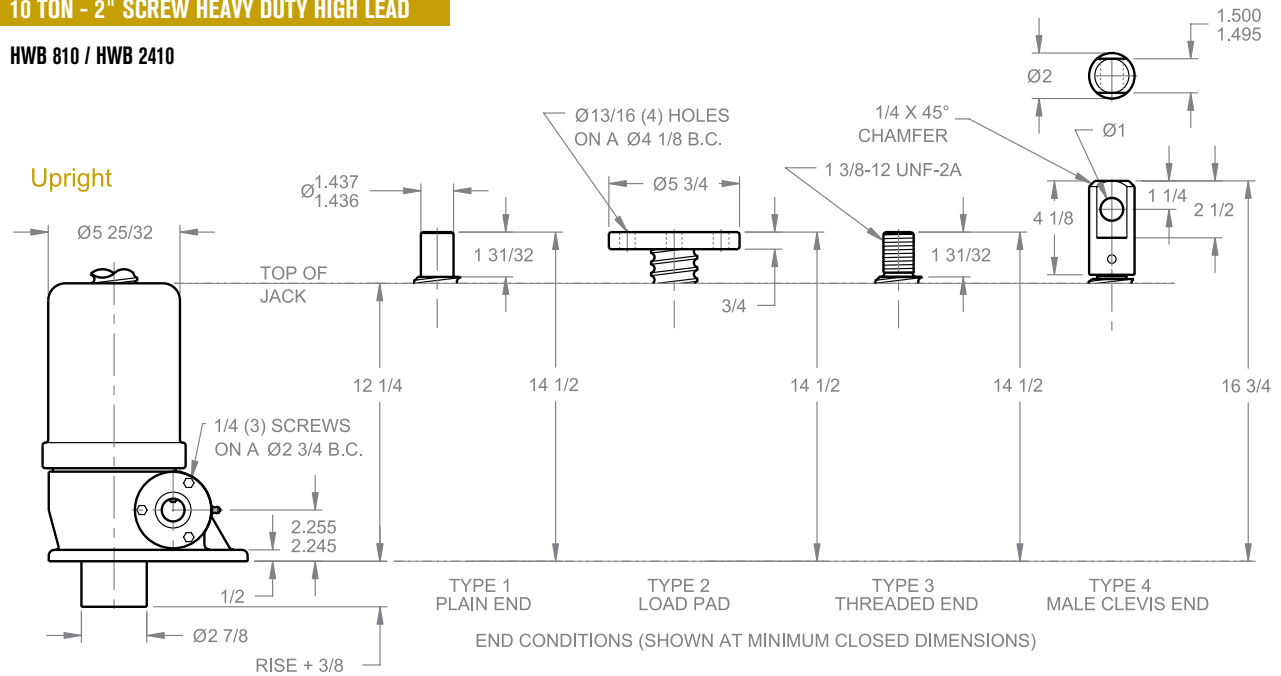 10 TON - 2" SCREW HEAVY DUTY HIGH LEAD
HWB 810 / HWB 2410
Upright
Ø5 25/32
TOP OF
JACK
12 1/4
1/4 (3) SCREWS
ON A Ø2 3/4 B.C.
2.255
2.245
1/2
Ø2 7/8
RISE + 3/8
Ø1.437
1.436
1 31/32
14 1/2
TYPE 1
PLAIN END
Ø13/16 (4) HOLES
ON A Ø4 1/8 B.C.
Ø5 3/4
3/4
14 1/2
TYPE 2
LOAD PAD
1 3/8-12 UNF-2A
1 31/32
14 1/2
TYPE 3
THREADED END
1.500
1.495
Ø2
1/4 X 45°
CHAMFER
Ø1
4 1/8
1 1/4
2 1/2
16 3/4
TYPE 4
MALE CLEVIS END
END CONDITIONS (SHOWN AT MINIMUM CLOSED DIMENSIONS)